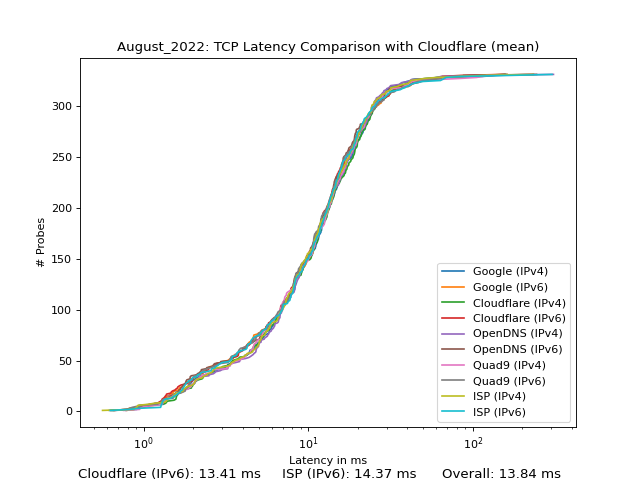 August_2022: TCP Latency Comparison with Cloudflare (mean)
# Probes
300
250
200
150
100
50
0
Google (IPv4)
Google (IPv6)
Cloudflare (IPv4)
Cloudflare (IPv6)
OpenDNS (IPv4)
OpenDNS (IPv6)
Quad9 (IPv4)
Quad9 (IPv6)
ISP (IPv4)
ISP (IPv6)
10⁰ 10¹ 10²
Latency in ms
Cloudflare (IPv6): 13.41 ms ISP (IPv6): 14.37 ms Overall: 13.84 ms